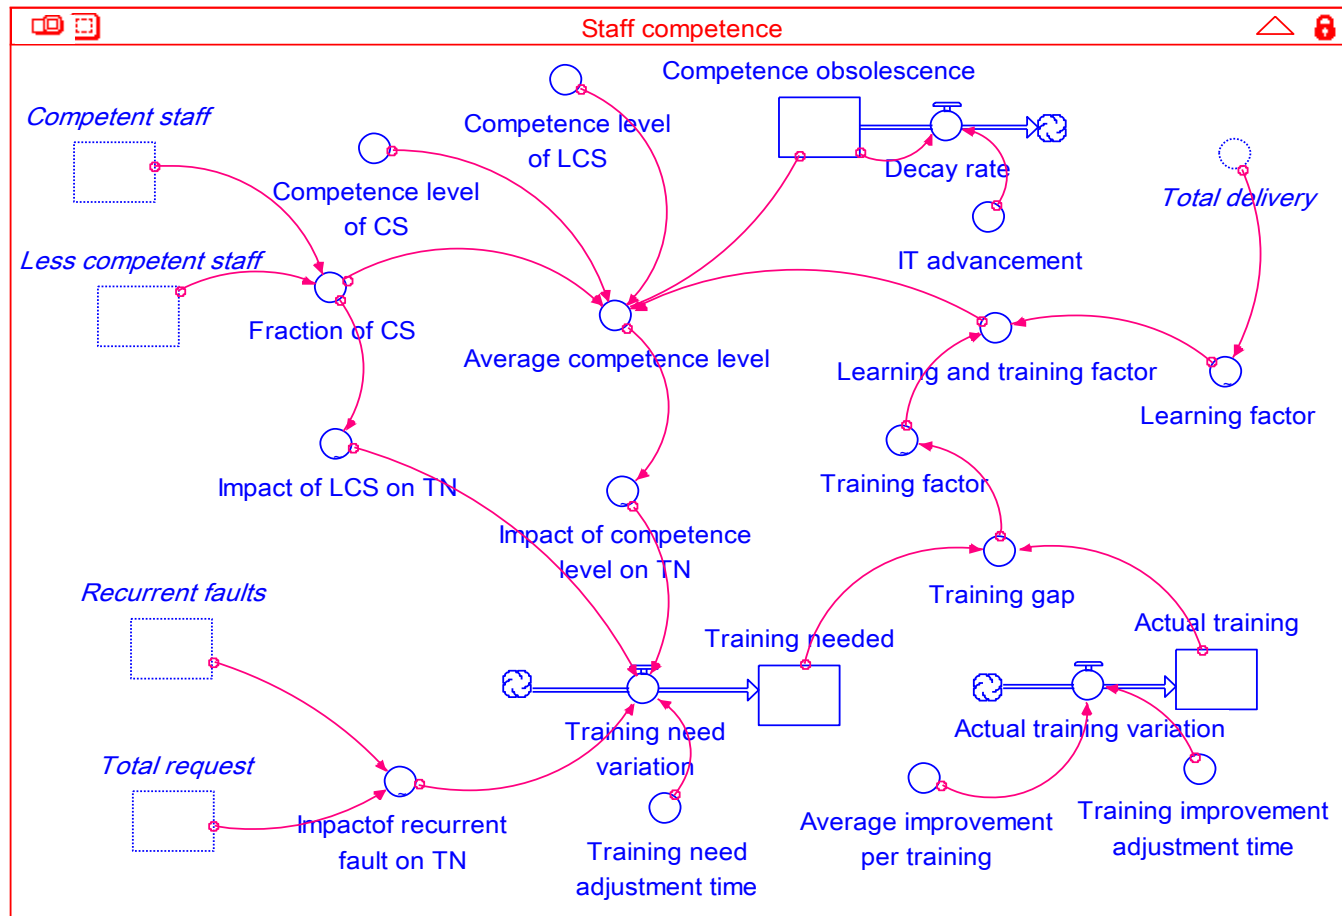 Staff competence
Competence obsolescence
Competent staff
Competence level
of LCS
Decay rate
Competence level
of CS
Total delivery
Less competent staff
IT advancement
Fraction of CS
Average competence level
Learning and training factor
Learning factor
Impact of LCS on TN
Training factor
Impact of competence
level on TN
Recurrent faults
Training gap
Training needed
Actual training
Training need
variation
Actual training variation
Total request
Impactof recurrent
fault on TN
Training need
adjustment time
Average improvement
per training
Training improvement
adjustment time